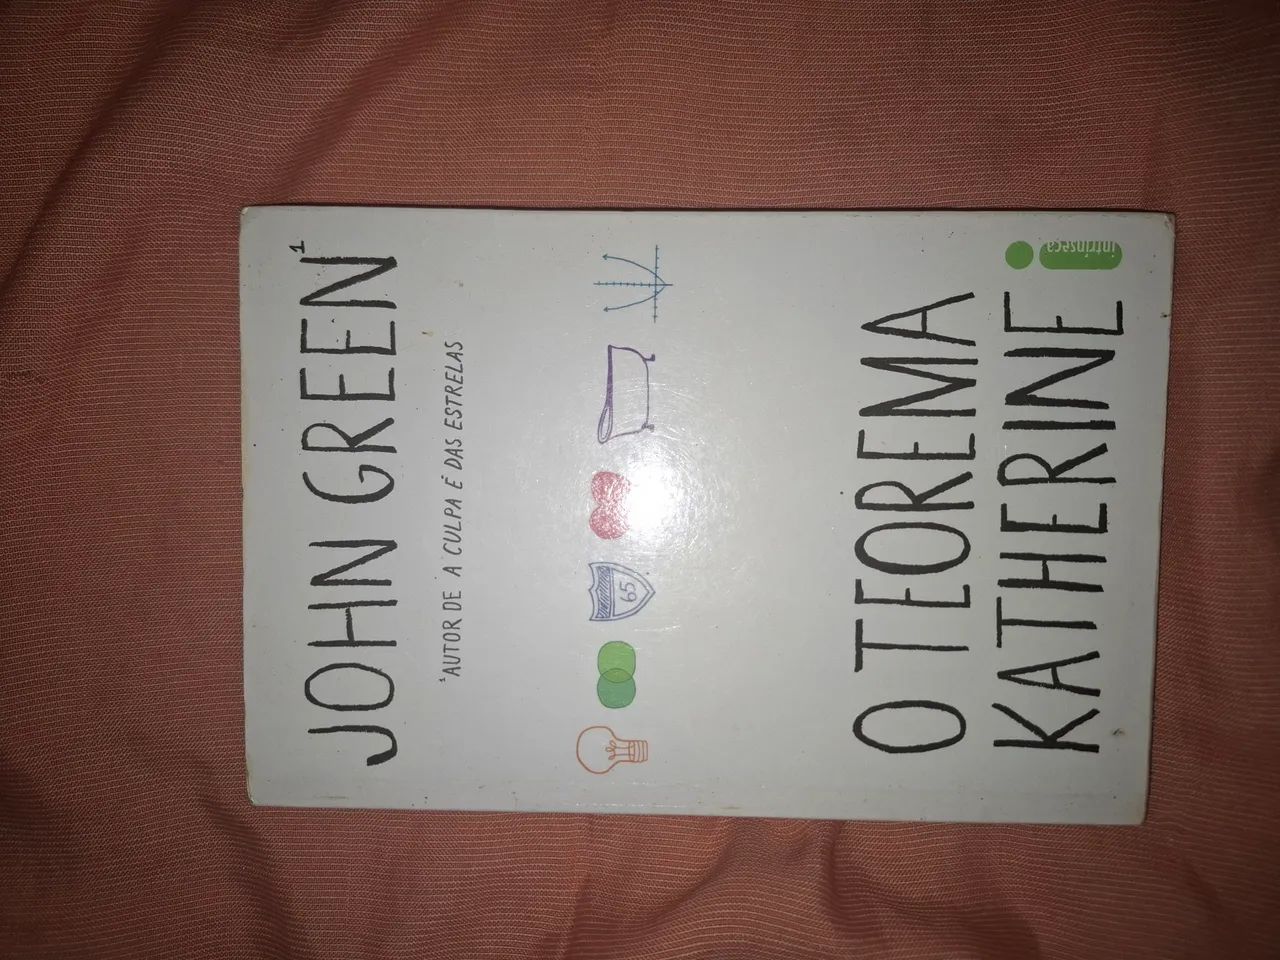 JOHN GREEN¹
¹AUTOR DE A CULPA É DAS ESTRELAS
65
O TEOREMA
KATHERINE
intrínseca